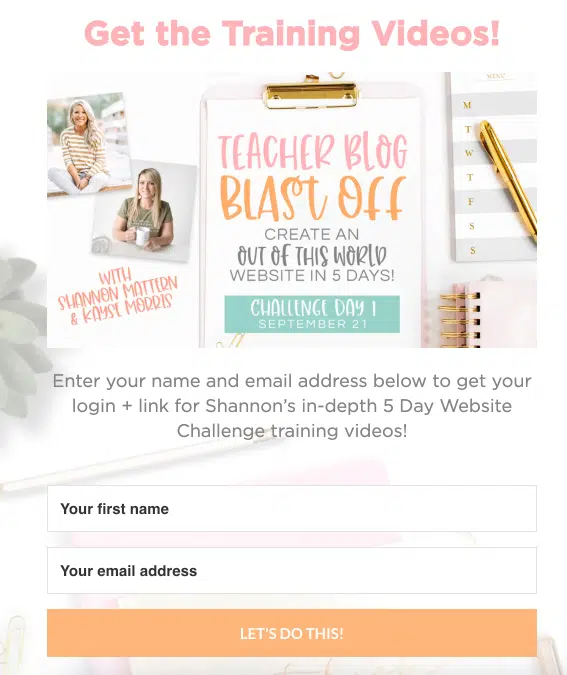 Get the Training Videos!
MENU
M
T
W
T
F
S
S
TEACHER BLOG
BLAST OFF
CREATE AN
OUT OF THIS WORLD
WEBSITE IN 5 DAYS!
CHALLENGE DAY 1
SEPTEMBER 21
WITH
SHANNON MATTERN
& KAYSE MORRIS
Enter your name and email address below to get your
login + link for Shannon’s in-depth 5 Day Website
Challenge training videos!
Your first name
Your email address
LET'S DO THIS!